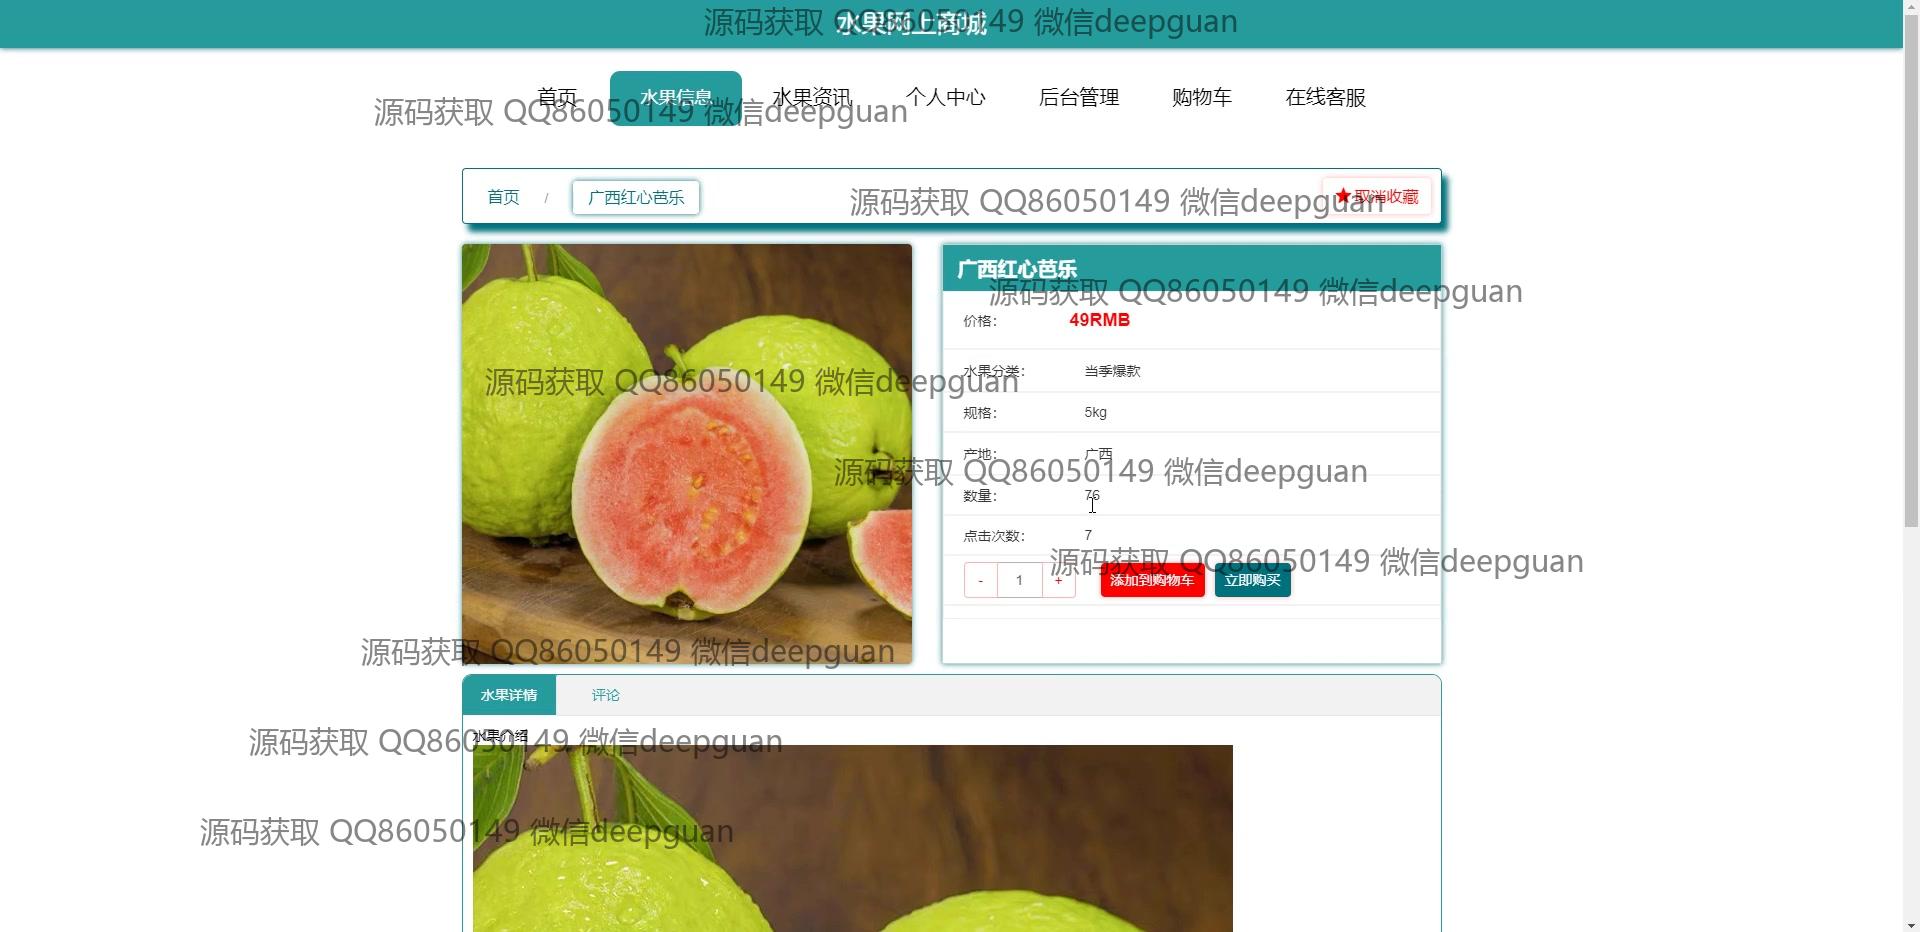 水果网上商城
源码获取 QQ86050149 微信deepguan
首页 水果信息 水果资讯 个人中心 后台管理 购物车 在线客服
源码获取 QQ86050149 微信deepguan
首页 / 广西红心芭乐 ★取消收藏
源码获取 QQ86050149 微信deepguan
广西红心芭乐
源码获取 QQ86050149 微信deepguan
价格： 49RMB
水果分类： 当季爆款
源码获取 QQ86050149 微信deepguan
规格： 5kg
产地： 广西
源码获取 QQ86050149 微信deepguan
数量： 76
点击次数： 7
源码获取 QQ86050149 微信deepguan
- 1 + 添加到购物车 立即购买
源码获取 QQ86050149 微信deepguan
水果详情 评论
水果介绍
源码获取 QQ86050149 微信deepguan
源码获取 QQ86050149 微信deepguan